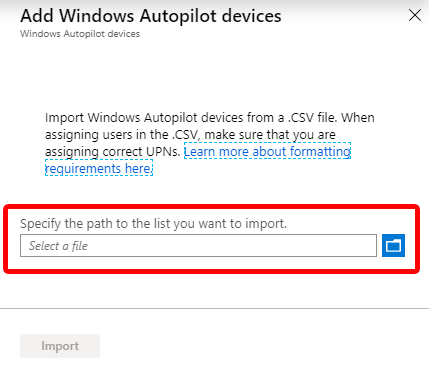 Add Windows Autopilot devices
Windows Autopilot devices
Import Windows Autopilot devices from a .CSV file. When
assigning users in the .CSV, make sure that you are
assigning correct UPNs. Learn more about formatting
requirements here.
Specify the path to the list you want to import.
Select a file
Import